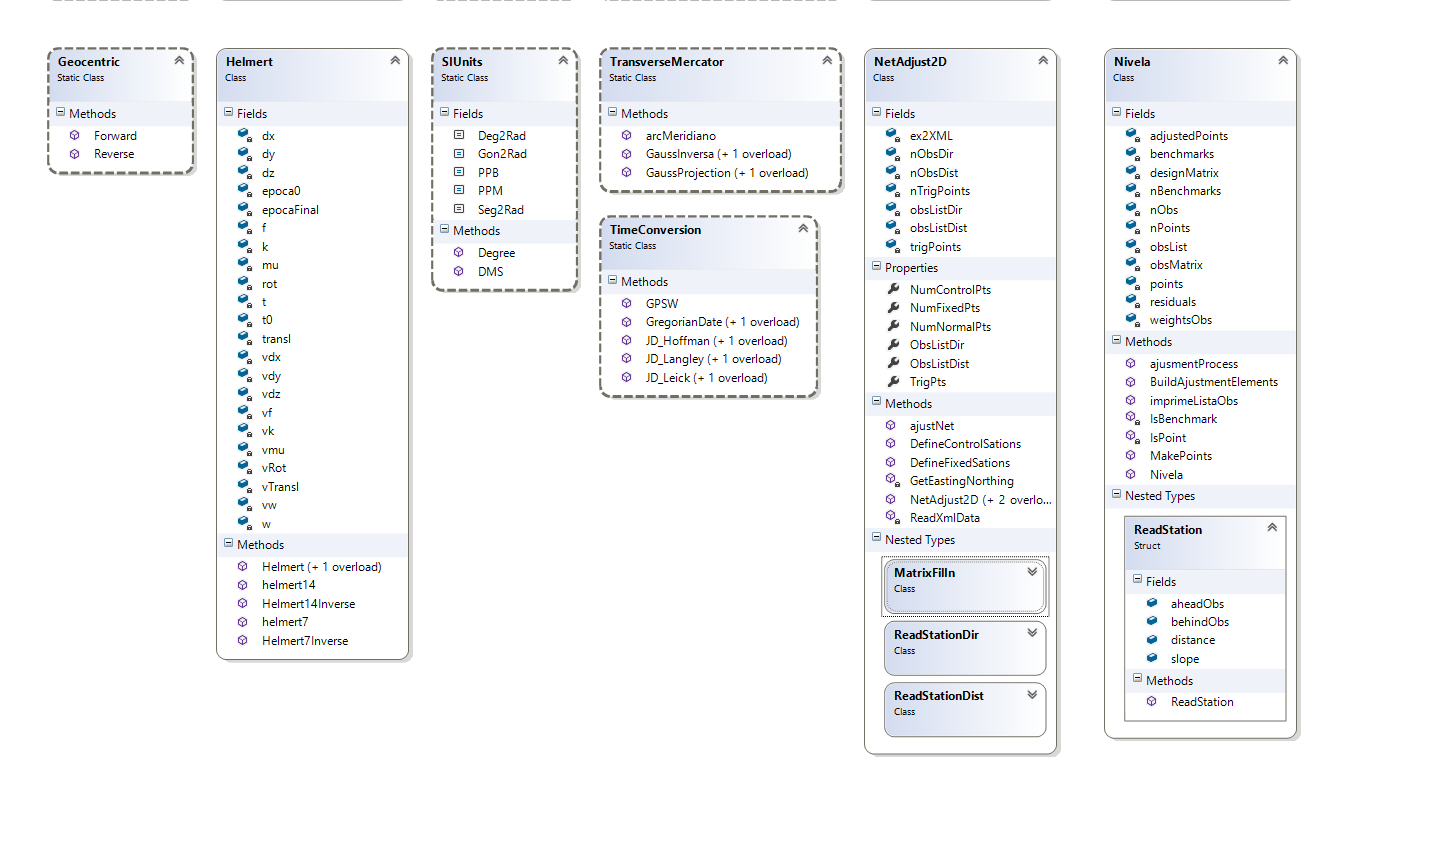 Geocentric
Static Class
Methods
Forward
Reverse
Helmert
Class
Fields
dx
dy
dz
epoca0
epocaFinal
f
k
mu
rot
t
t0
transl
vdx
vdy
vdz
vf
vk
vmu
vRot
vTransl
vw
w
Methods
Helmert (+ 1 overload)
helmert14
Helmert14Inverse
helmert7
Helmert7Inverse
SIUnits
Static Class
Fields
Deg2Rad
Gon2Rad
PPB
PPM
Seg2Rad
Methods
Degree
DMS
TransverseMercator
Static Class
Methods
arcMeridiano
GaussInversa (+ 1 overload)
GaussProjection (+ 1 overload)
TimeConversion
Static Class
Methods
GPSW
GregorianDate (+ 1 overload)
JD_Hoffman (+ 1 overload)
JD_Langley (+ 1 overload)
JD_Leick (+ 1 overload)
NetAdjust2D
Class
Fields
ex2XML
nObsDir
nObsDist
nTrigPoints
obsListDir
obsListDist
trigPoints
Properties
NumControlPts
NumFixedPts
NumNormalPts
ObsListDir
ObsListDist
TrigPts
Methods
ajustNet
DefineControlSations
DefineFixedSations
GetEastingNorthing
NetAdjust2D (+ 2 overlo...
ReadXmlData
Nested Types
MatrixFilln
Class
ReadStationDir
Class
ReadStationDist
Class
Nivela
Class
Fields
adjustedPoints
benchmarks
designMatrix
nBenchmarks
nObs
nPoints
obsList
obsMatrix
points
residuals
weightsObs
Methods
ajusmentProcess
BuildAjustmentElements
imprimeListaObs
IsBenchmark
IsPoint
MakePoints
Nivela
Nested Types
ReadStation
Struct
Fields
aheadObs
behindObs
distance
slope
Methods
ReadStation